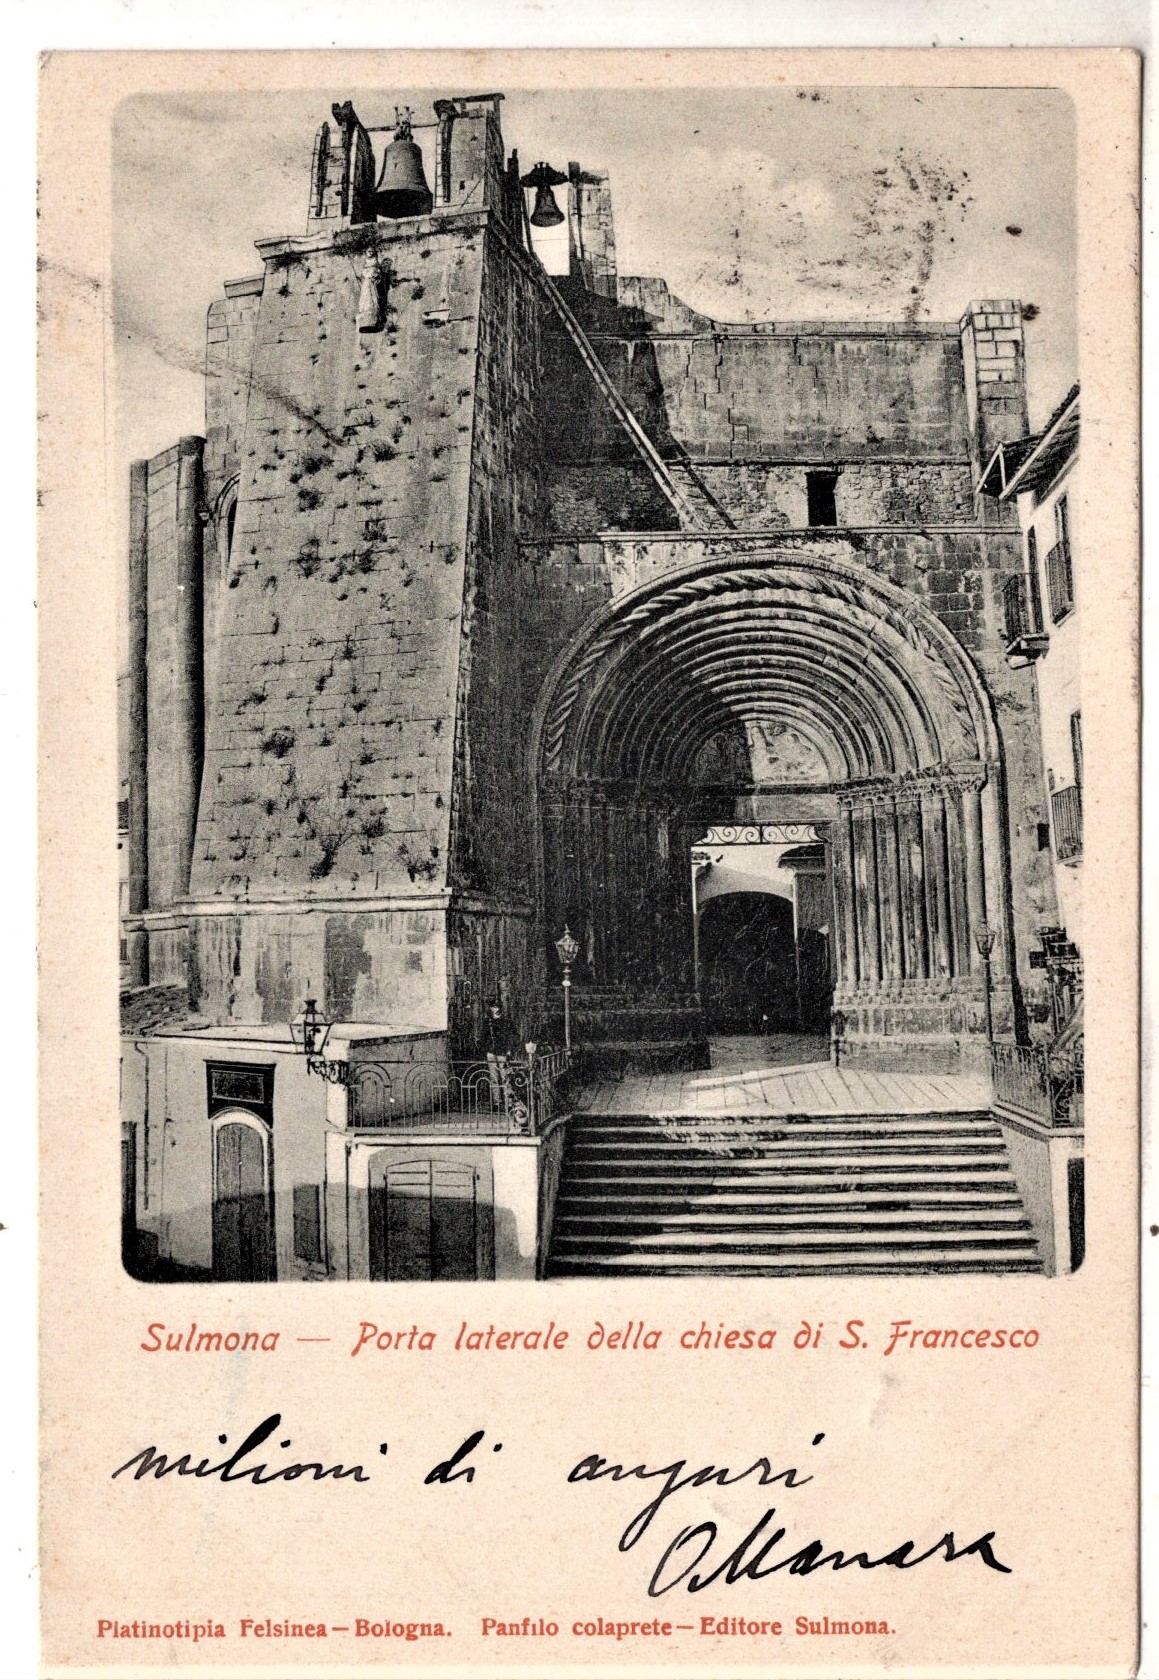 Sulmona — Porta laterale della chiesa di S. Francesco
milioni di auguri
O. Manara
Platinotipia Felsinea — Bologna. Panfilo colaprete — Editore Sulmona.